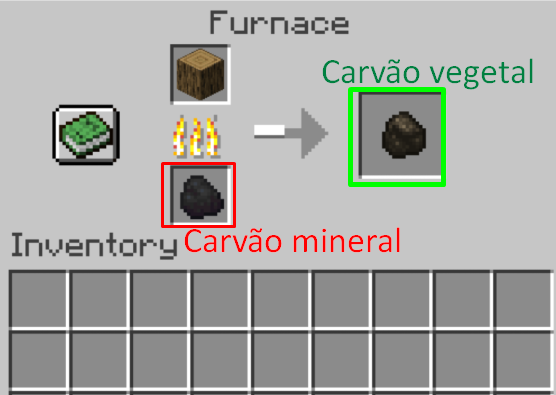 Furnace
Carvão vegetal
Carvão mineral
Inventory